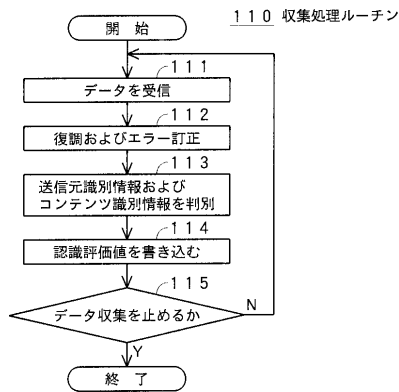 110 収集処理ルーチン
開 始
111
データを受信
112
復調およびエラー訂正
113
送信元識別情報および
コンテンツ識別情報を判別
114
認識評価値を書き込む
115
データ収集を止めるか
N
Y
終 了